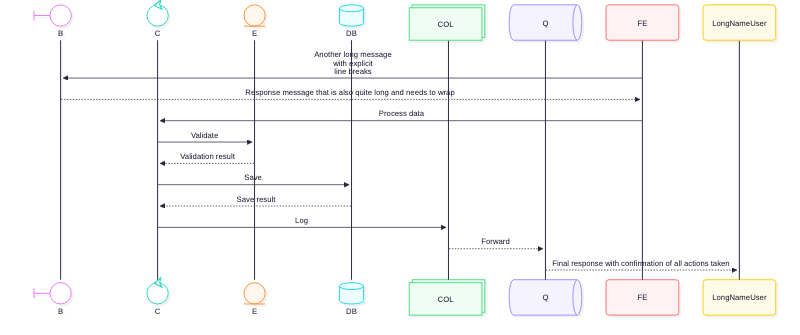 B
C
E
DB
COL
Q
FE
LongNameUser
Another long message
with explicit
line breaks
Response message that is also quite long and needs to wrap
Process data
Validate
Validation result
Save
Save result
Log
Forward
Final response with confirmation of all actions taken
B
C
E
DB
COL
Q
FE
LongNameUser